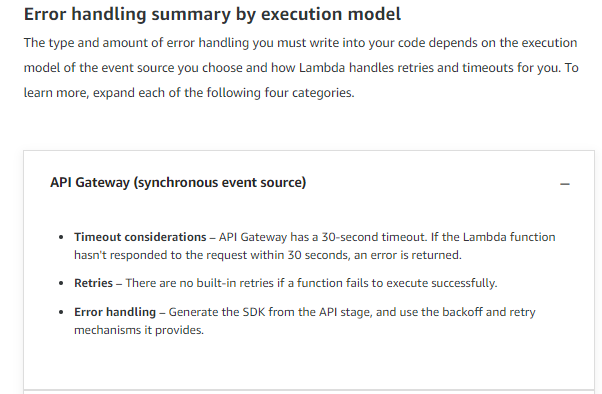 Error handling summary by execution model
The type and amount of error handling you must write into your code depends on the execution
model of the event source you choose and how Lambda handles retries and timeouts for you. To
learn more, expand each of the following four categories.
API Gateway (synchronous event source)
• Timeout considerations – API Gateway has a 30-second timeout. If the Lambda function
hasn't responded to the request within 30 seconds, an error is returned.
• Retries – There are no built-in retries if a function fails to execute successfully.
• Error handling – Generate the SDK from the API stage, and use the backoff and retry
mechanisms it provides.